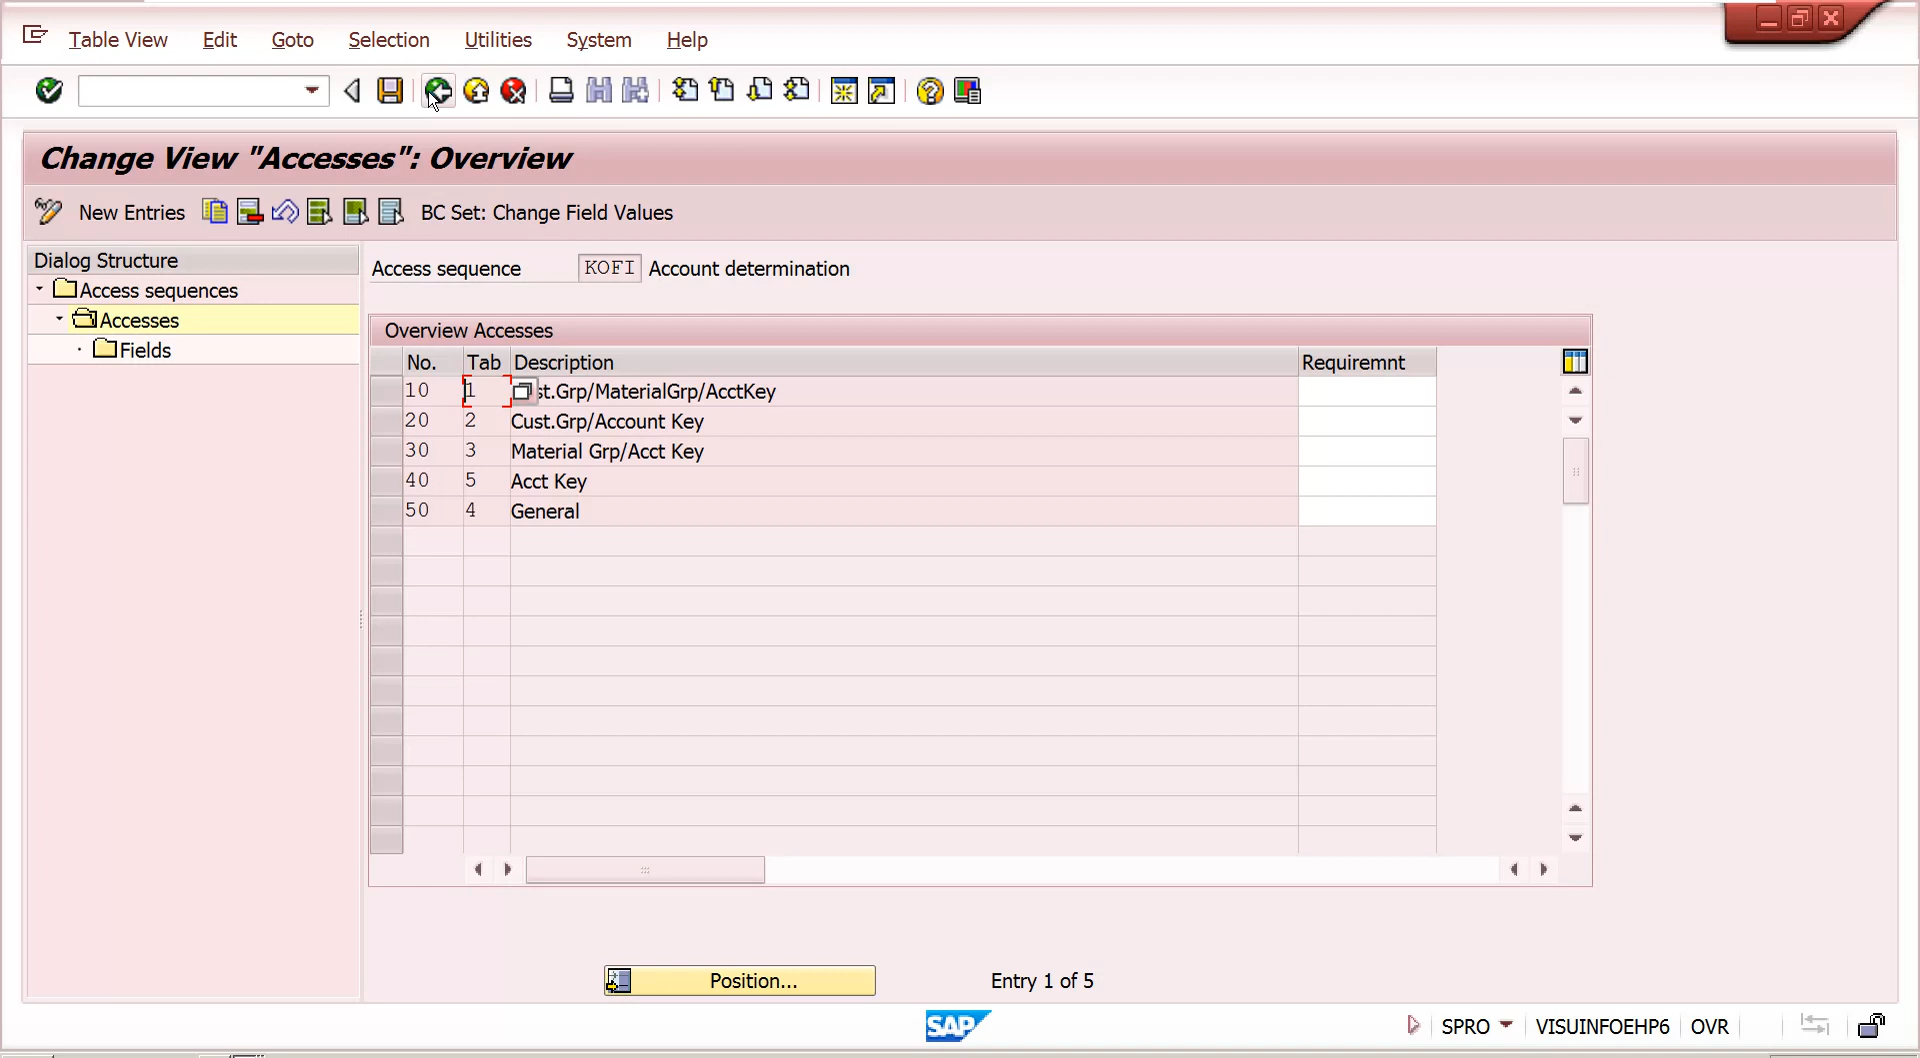 Table View Edit Goto Selection Utilities System Help
Change View "Accesses": Overview
New Entries BC Set: Change Field Values
Dialog Structure
Access sequences
Accesses
Fields
Access sequence KOFI Account determination
Overview Accesses
No. Tab Description Requiremnt
10 1 st.Grp/MaterialGrp/AcctKey
20 2 Cust.Grp/Account Key
30 3 Material Grp/Acct Key
40 5 Acct Key
50 4 General
Position... Entry 1 of 5
SAP SPRO VISUINFOEHP6 OVR